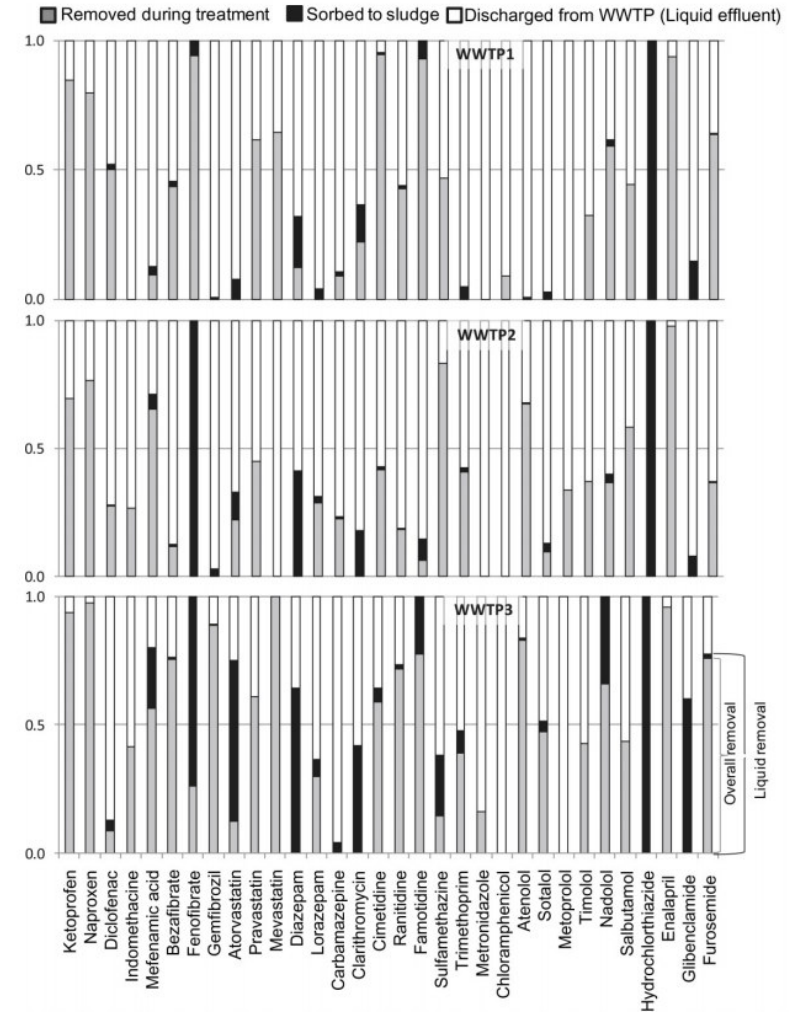 Removed during treatment Sorbed to sludge Discharged from WWTP (Liquid effluent)
1.0
WWTP1
0.5
0.0
1.0
WWTP2
0.5
0.0
1.0
WWTP3
0.5
0.0
Overall removal
Liquid removal
Ketoprofen
Naproxen
Diclofenac
Indomethacine
Mefenamic acid
Bezafibrate
Fenofibrate
Gemfibrozil
Atorvastatin
Pravastatin
Mevastatin
Diazepam
Lorazepam
Carbamazepine
Clarithromycin
Cimetidine
Ranitidine
Famotidine
Sulfamethazine
Trimethoprim
Metronidazole
Chloramphenicol
Atenolol
Sotalol
Metoprolol
Timolol
Nadolol
Salbutamol
Hydrochlorthiazide
Enalapril
Glibenclamide
Furosemide